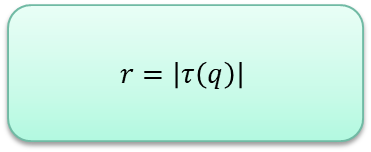 r = |τ(q)|